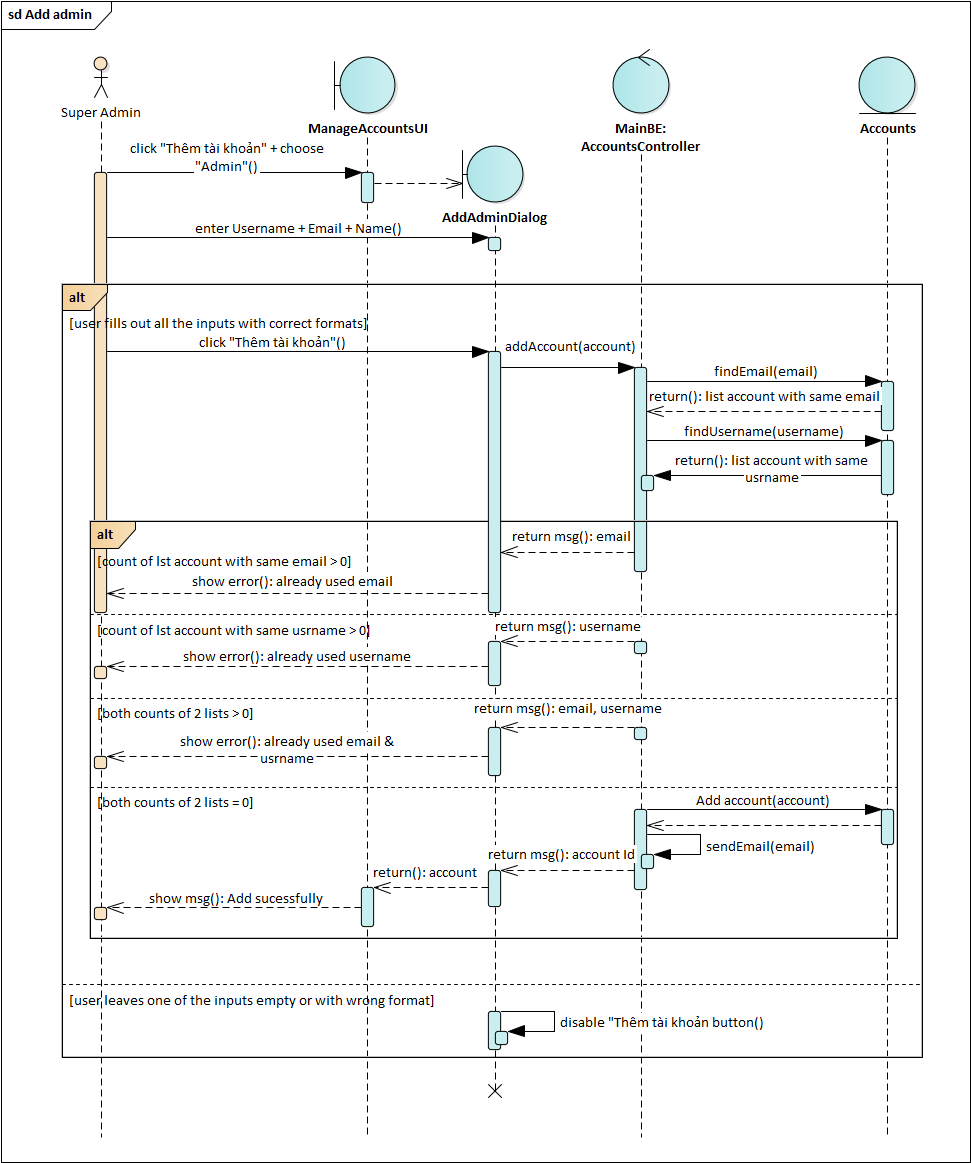 sd Add admin
Super Admin
ManageAccountsUI
MainBE:
AccountsController
Accounts
click "Thêm tài khoản" + choose
"Admin"()
AddAdminDialog
enter Username + Email + Name()
alt
[user fills out all the inputs with correct formats]
click "Thêm tài khoản"()
addAccount(account)
findEmail(email)
return(): list account with same email
findUsername(username)
return(): list account with same
usrname
alt
return msg(): email
[count of lst account with same email > 0]
show error(): already used email
[count of lst account with same usrname > 0]
return msg(): username
show error(): already used username
[both counts of 2 lists > 0]
return msg(): email, username
show error(): already used email &
usrname
[both counts of 2 lists = 0]
Add account(account)
sendEmail(email)
return msg(): account Id
return(): account
show msg(): Add sucessfully
[user leaves one of the inputs empty or with wrong format]
disable "Thêm tài khoản button()